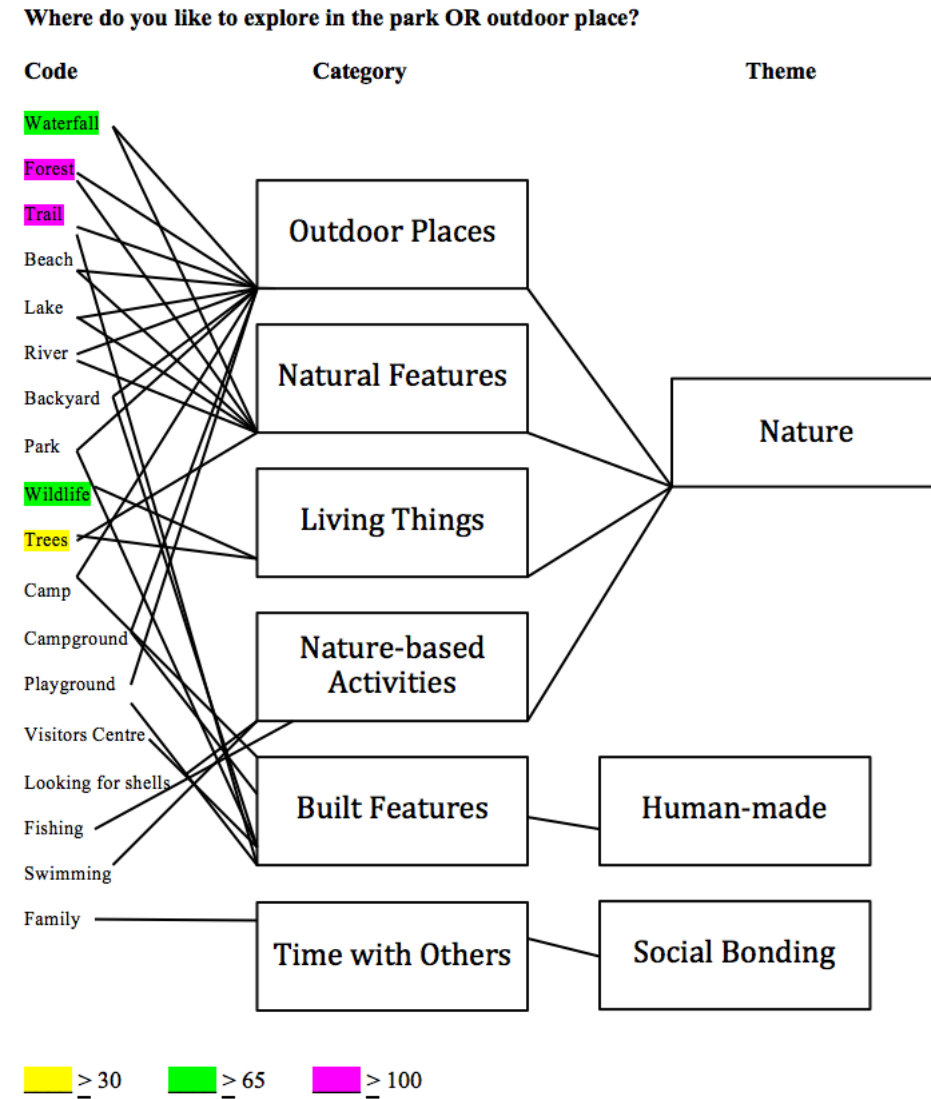 Where do you like to explore in the park OR outdoor place?
Code Category Theme
Waterfall
Forest
Trail
Beach
Lake
River
Backyard
Park
Wildlife
Trees
Camp
Campground
Playground
Visitors Centre
Looking for shells
Fishing
Swimming
Family
Outdoor Places
Natural Features
Living Things
Nature-based
Activities
Built Features
Time with Others
Nature
Human-made
Social Bonding
≥ 30 ≥ 65 ≥ 100